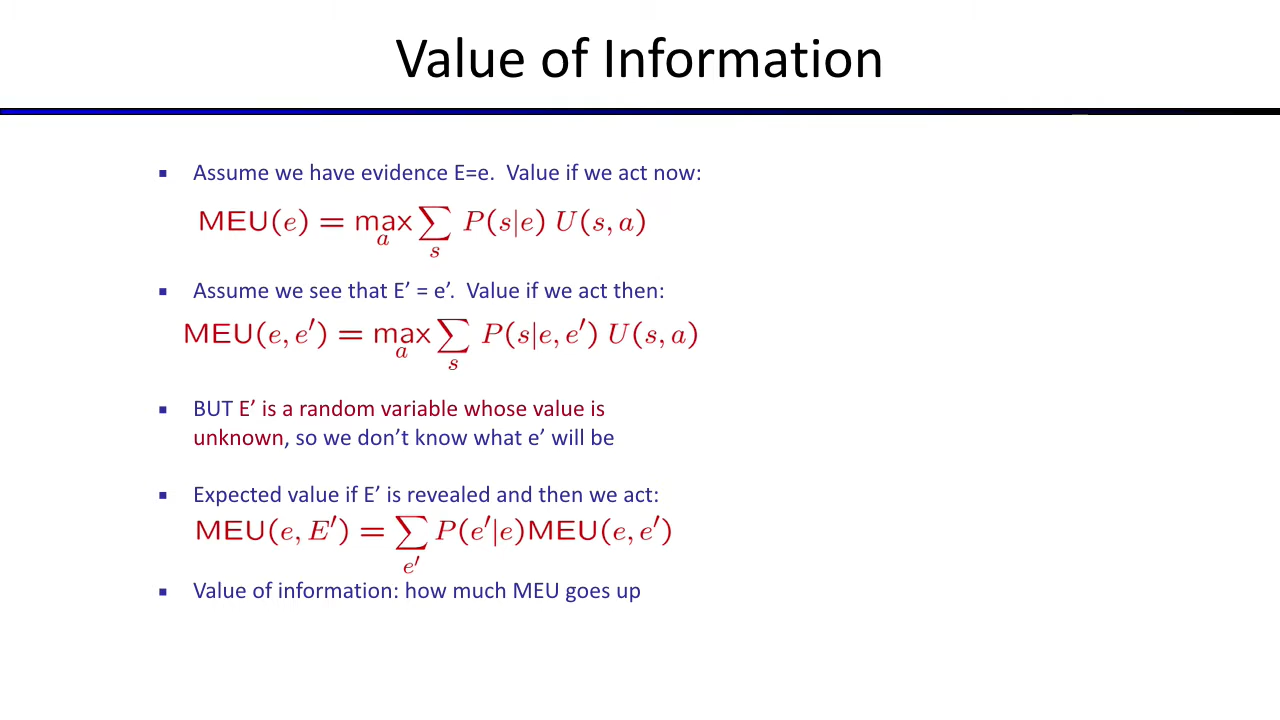 Value of Information
▪ Assume we have evidence E=e.  Value if we act now:
MEU(e) = max_a ∑_s P(s|e) U(s, a)
▪ Assume we see that E’ = e’.  Value if we act then:
MEU(e, e′) = max_a ∑_s P(s|e, e′) U(s, a)
▪ BUT E’ is a random variable whose value is
unknown, so we don’t know what e’ will be
▪ Expected value if E’ is revealed and then we act:
MEU(e, E′) = ∑_{e′} P(e′|e)MEU(e, e′)
▪ Value of information: how much MEU goes up